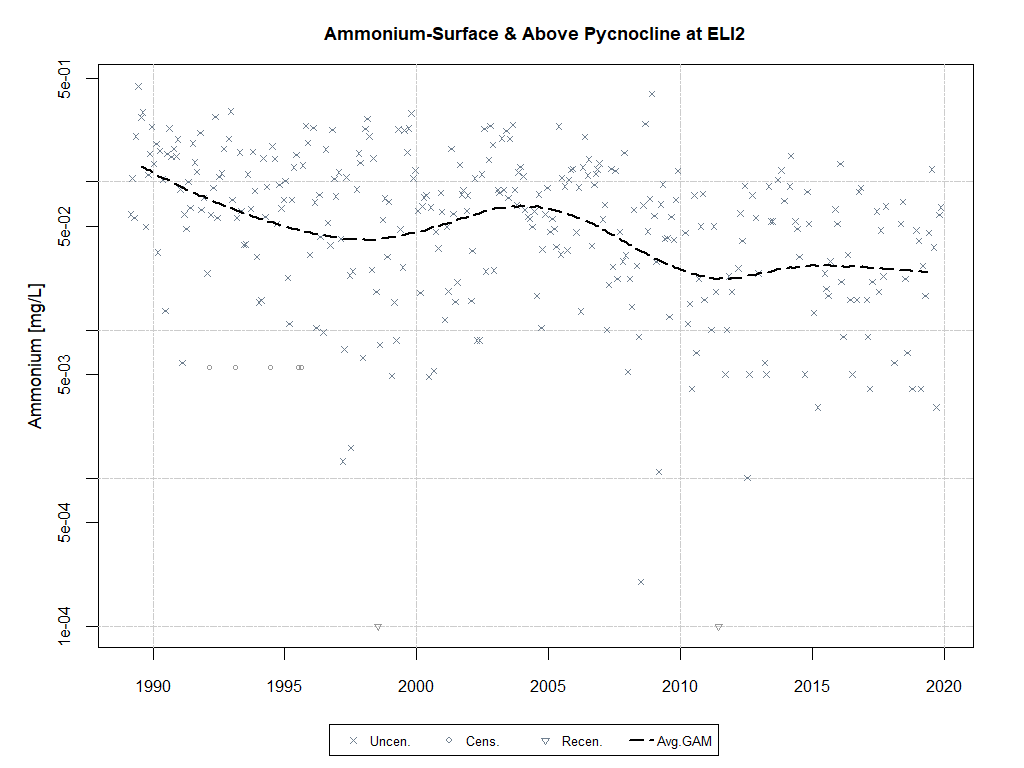 Ammonium-Surface & Above Pycnocline at ELI2
Ammonium [mg/L]
5e-01
5e-02
5e-03
5e-04
1e-04
1990 1995 2000 2005 2010 2015 2020
Uncen. Cens. Recen. Avg.GAM